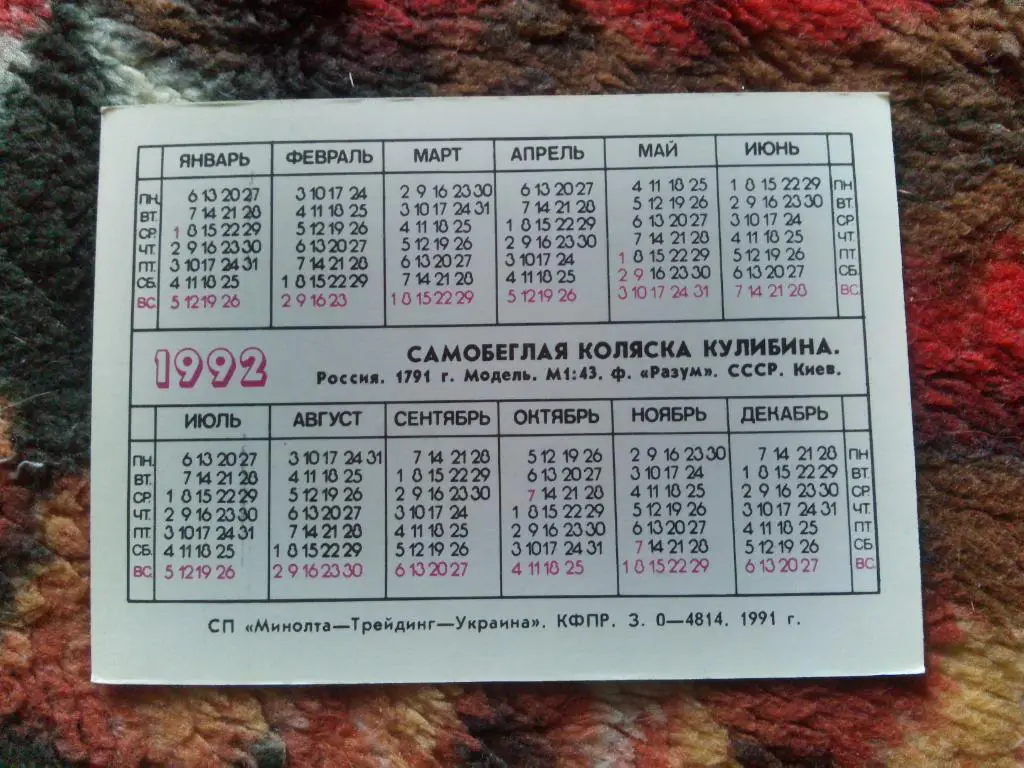 ЯНВАРЬ ФЕВРАЛЬ МАРТ АПРЕЛЬ МАЙ ИЮНЬ
ПН. 6 13 20 27 3 10 17 24 2 9 16 23 30 6 13 20 27 4 11 18 25 1 8 15 22 29 ПН.
ВТ. 7 14 21 28 4 11 18 25 3 10 17 24 31 7 14 21 28 5 12 19 26 2 9 16 23 30 ВТ.
СР. 1 8 15 22 29 5 12 19 26 4 11 18 25 1 8 15 22 29 6 13 20 27 3 10 17 24 СР.
ЧТ. 2 9 16 23 30 6 13 20 27 5 12 19 26 2 9 16 23 30 7 14 21 28 4 11 18 25 ЧТ.
ПТ. 3 10 17 24 31 7 14 21 28 6 13 20 27 3 10 17 24 1 8 15 22 29 5 12 19 26 ПТ.
СБ. 4 11 18 25 1 8 15 22 29 7 14 21 28 4 11 18 25 2 9 16 23 30 6 13 20 27 СБ.
ВС. 5 12 19 26 2 9 16 23 1 8 15 22 29 5 12 19 26 3 10 17 24 31 7 14 21 28 ВС.
1992 САМОБЕГЛАЯ КОЛЯСКА КУЛИБИНА.
Россия. 1791 г. Модель. М1:43. ф. «Разум». СССР. Киев.
ИЮЛЬ АВГУСТ СЕНТЯБРЬ ОКТЯБРЬ НОЯБРЬ ДЕКАБРЬ
ПН. 6 13 20 27 3 10 17 24 31 7 14 21 28 5 12 19 26 2 9 16 23 30 7 14 21 28 ПН.
ВТ. 7 14 21 28 4 11 18 25 1 8 15 22 29 6 13 20 27 3 10 17 24 1 8 15 22 29 ВТ.
СР. 1 8 15 22 29 5 12 19 26 2 9 16 23 30 7 14 21 28 4 11 18 25 2 9 16 23 30 СР.
ЧТ. 2 9 16 23 30 6 13 20 27 3 10 17 24 1 8 15 22 29 5 12 19 26 3 10 17 24 31 ЧТ.
ПТ. 3 10 17 24 31 7 14 21 28 4 11 18 25 2 9 16 23 30 6 13 20 27 4 11 18 25 ПТ.
СБ. 4 11 18 25 1 8 15 22 29 5 12 19 26 3 10 17 24 31 7 14 21 28 5 12 19 26 СБ.
ВС. 5 12 19 26 2 9 16 23 30 6 13 20 27 4 11 18 25 1 8 15 22 29 6 13 20 27 ВС.
СП «Минолта—Трейдинг—Украина». КФПР. З. 0—4814. 1991 г.